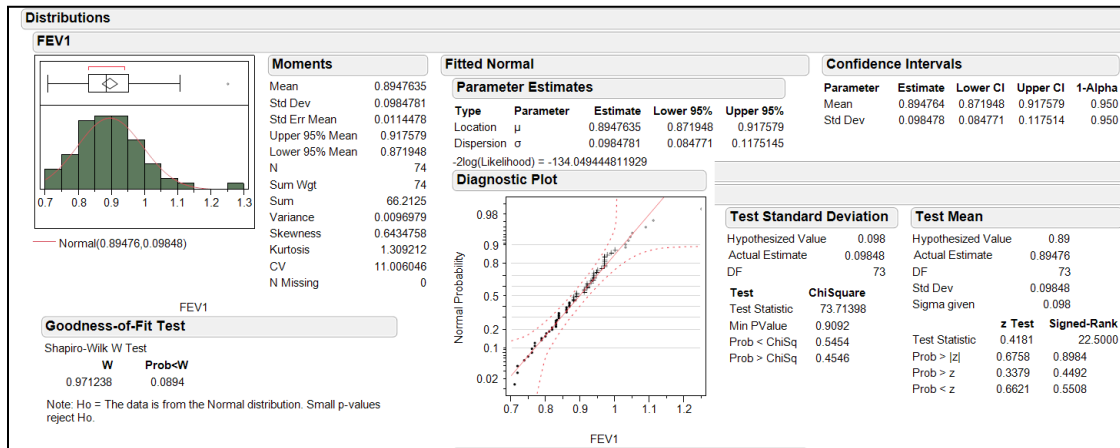 Distributions
FEV1
0.7 0.8 0.9 1 1.1 1.2 1.3
Normal(0.89476,0.09848)
FEV1
Moments
Mean 0.8947635
Std Dev 0.0984781
Std Err Mean 0.0114478
Upper 95% Mean 0.917579
Lower 95% Mean 0.871948
N 74
Sum Wgt 74
Sum 66.2125
Variance 0.0096979
Skewness 0.6434758
Kurtosis 1.309212
CV 11.006046
N Missing 0
Goodness-of-Fit Test
Shapiro-Wilk W Test
W Prob<W
0.971238 0.0894
Note: Ho = The data is from the Normal distribution. Small p-values
reject Ho.
Fitted Normal
Parameter Estimates
Type Parameter Estimate Lower 95% Upper 95%
Location μ 0.8947635 0.871948 0.917579
Dispersion σ 0.0984781 0.084771 0.1175145
-2log(Likelihood) = -134.049444811929
Diagnostic Plot
Normal Probability
0.98
0.9
0.8
0.5
0.2
0.1
0.02
0.7 0.8 0.9 1.0 1.1 1.2
FEV1
Confidence Intervals
Parameter Estimate Lower CI Upper CI 1-Alpha
Mean 0.894764 0.871948 0.917579 0.950
Std Dev 0.098478 0.084771 0.117514 0.950
Test Standard Deviation
Hypothesized Value 0.098
Actual Estimate 0.09848
DF 73
Test ChiSquare
Test Statistic 73.71398
Min PValue 0.9092
Prob < ChiSq 0.5454
Prob > ChiSq 0.4546
Test Mean
Hypothesized Value 0.89
Actual Estimate 0.89476
DF 73
Std Dev 0.09848
Sigma given 0.098
z Test Signed-Rank
Test Statistic 0.4181 22.5000
Prob > |z| 0.6758 0.8984
Prob > z 0.3379 0.4492
Prob < z 0.6621 0.5508